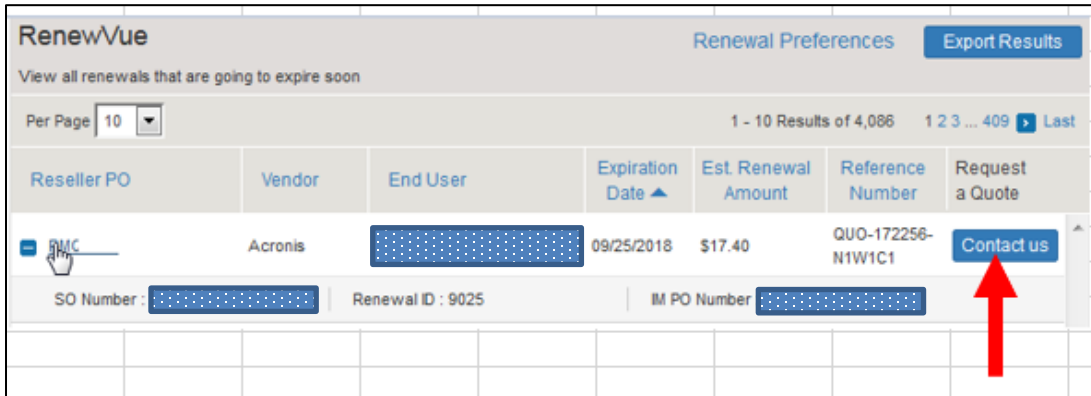 RenewVue
Renewal Preferences
Export Results
View all renewals that are going to expire soon
Per Page 10
1 - 10 Results of 4,086
1 2 3 ... 409 Last
Reseller PO
Vendor
End User
Expiration
Date
Est. Renewal
Amount
Reference
Number
Request
a Quote
Acronis
09/25/2018
$17.40
QUO-172256-
N1W1C1
Contact us
SO Number :
Renewal ID : 9025
IM PO Number